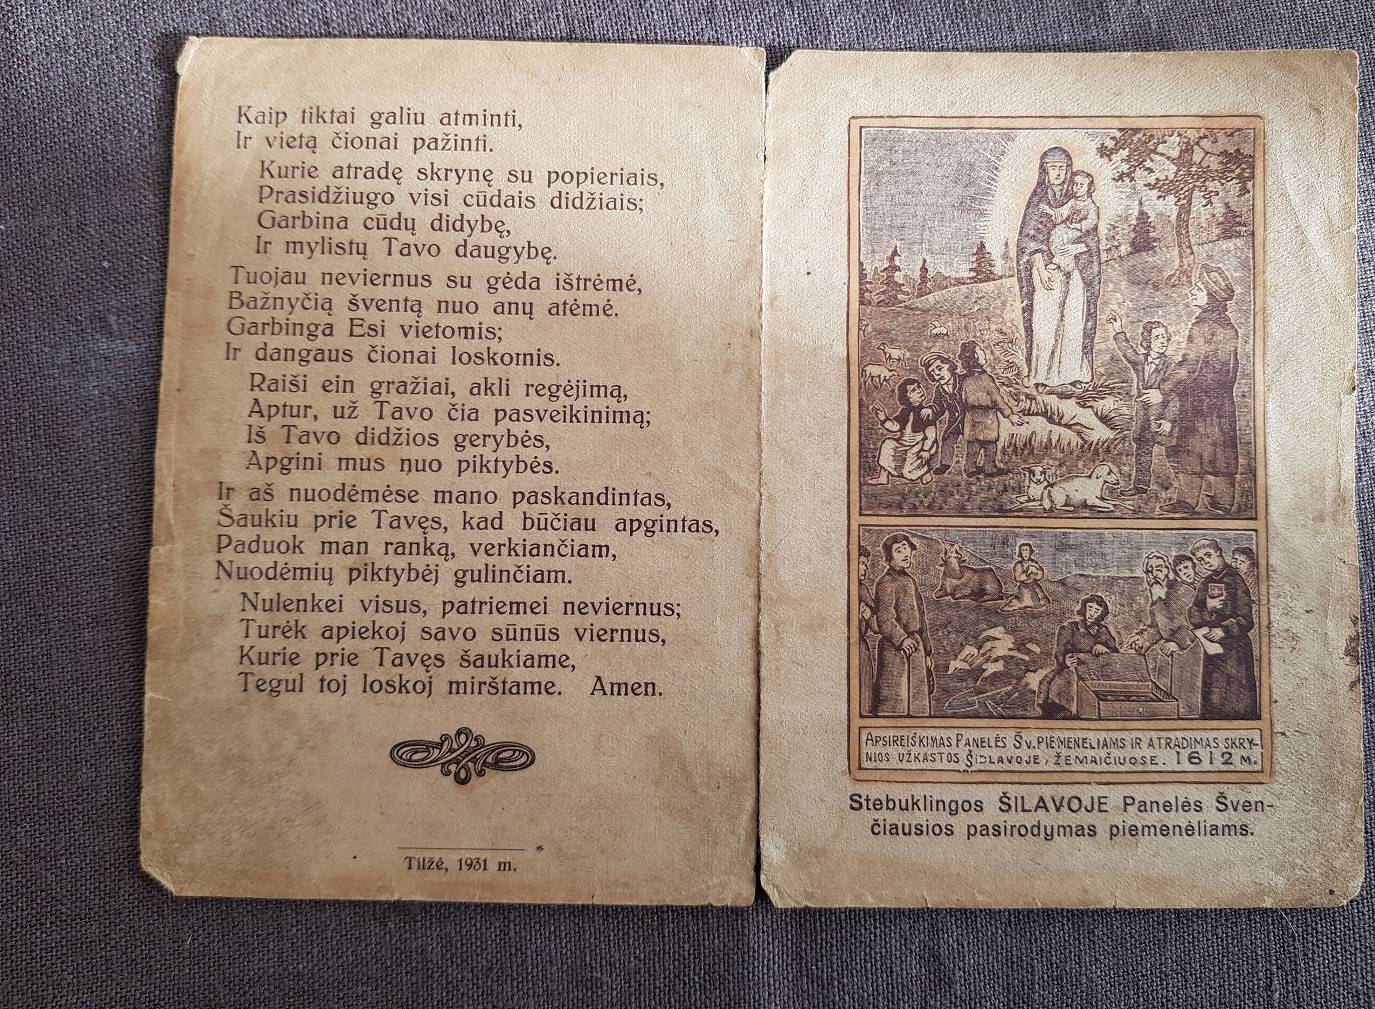 Kaip tiktai galiu atminti,
Ir vietą čionai pažinti.
Kurie atradę skrynę su popieriais,
Prasidžiugo visi cūdais didžiais;
Garbina cūdų didybę,
Ir mylistų Tavo daugybę.
Tuojau neviernus su gėda ištrėmė,
Bažnyčią šventą nuo anų atėmė.
Garbinga Esi vietomis;
Ir dangaus čionai loskomis.
Raiši ein gražiai, akli regėjimą,
Aptur, už Tavo čia pasveikinimą;
Iš Tavo didžios gerybės,
Apgini mus nuo piktybės.
Ir aš nuodėmėse mano paskandintas,
Šaukiu prie Tavęs, kad būčiau apgintas,
Paduok man ranką, verkiančiam,
Nuodėmių piktybėj gulinčiam.
Nulenkei visus, patriemei neviernus;
Turėk apiekoj savo sūnūs viernus,
Kurie prie Tavęs šaukiame,
Tegul toj loskoj mirštame. Amen.
Tilžė, 1931 m.
APSIREIŠKIMAS PANELĖS ŠV. PIEMENELIAMS IR ATRADIMAS SKRY-
NIOS UŽKASTOS ŠIDLAVOJE, ŽEMAIČIUOSE. 1612 M.
Stebuklingos ŠILAVOJE Panelės Šven-
čiausios pasirodymas piemenėliams.